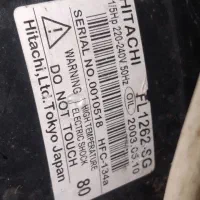 HITACHI FL1262-SG
1/5Hp 220-240V 50Hz OIL 2003.05.10
SERIAL NO. 0010518 HFC-134a
WARNING HIGH TEMPERATURE
ELECTRIC SHOCK
DO NOT TOUCH 80
Hitachi,Ltd.Tokyo Japan